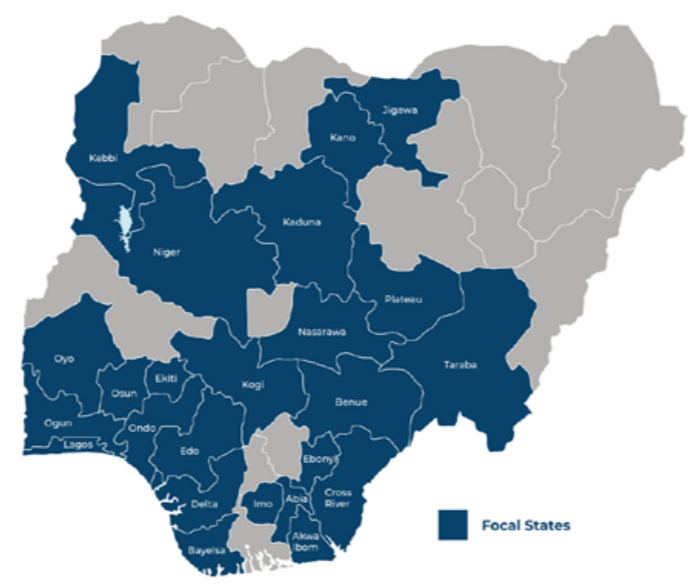 Jigawa
Kano
Kebbi
Kaduna
Niger
Plateau
Nasarawa
Oyo
Taraba
Ekiti
Kogi
Osun
Benue
Ogun
Ondo
Lagos
Edo
Ebonyi
Cross
River
Abia
Imo
Delta
Akwa
Ibom
Bayelsa
Focal States